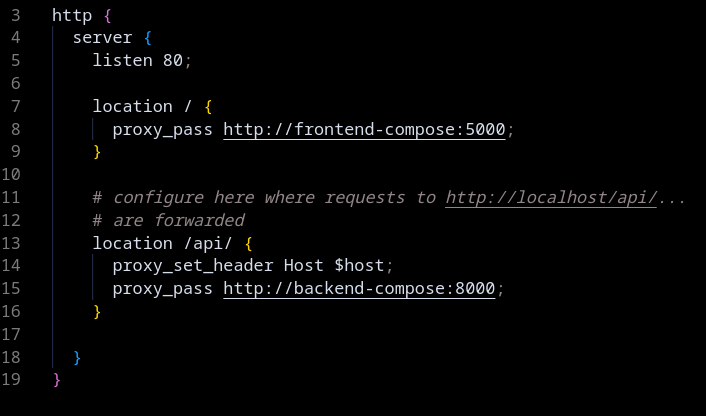 3 http {
4 server {
5 listen 80;
6
7 location / {
8 proxy_pass http://frontend-compose:5000;
9 }
10
11 # configure here where requests to http://localhost/api/...
12 # are forwarded
13 location /api/ {
14 proxy_set_header Host $host;
15 proxy_pass http://backend-compose:8000;
16 }
17
18 }
19 }